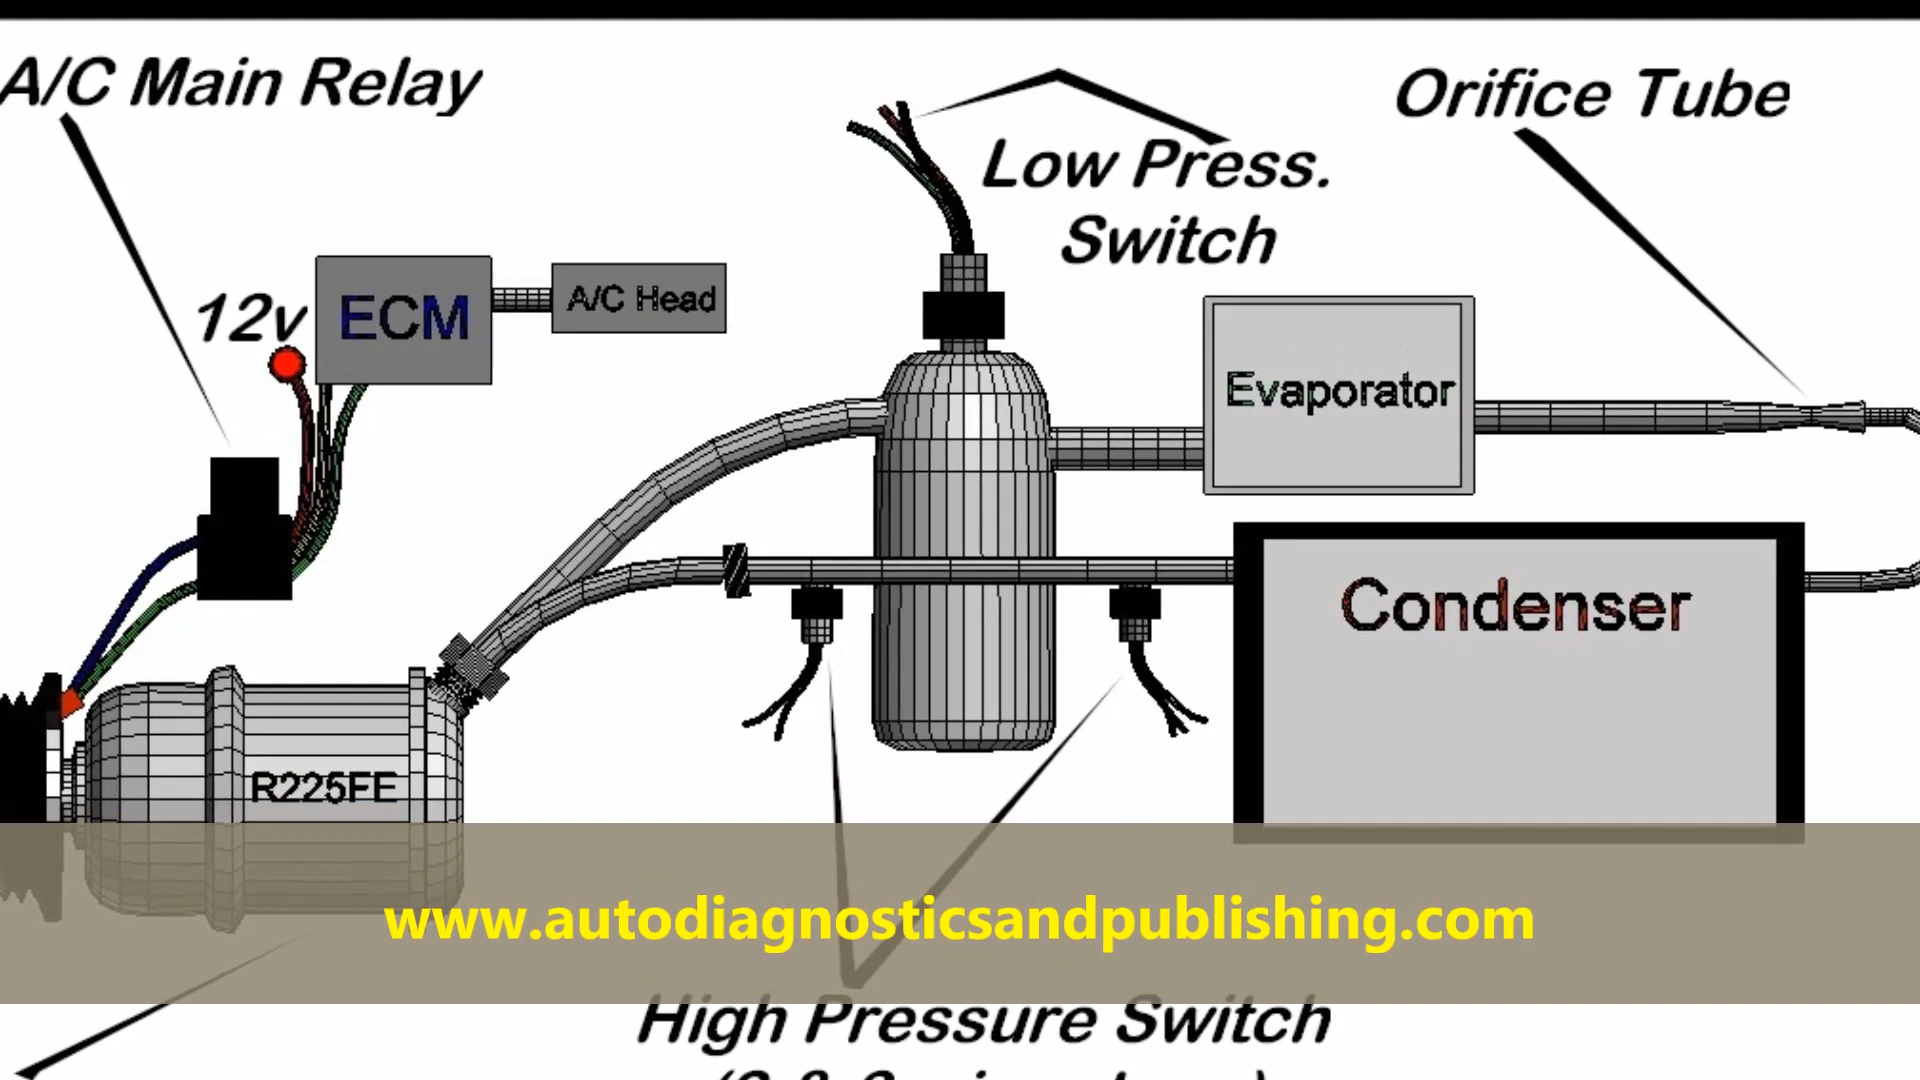 A/C Main Relay
Orifice Tube
Low Press.
Switch
12v
ECM
A/C Head
Evaporator
Condenser
R225FE
www.autodiagnosticsandpublishing.com
High Pressure Switch